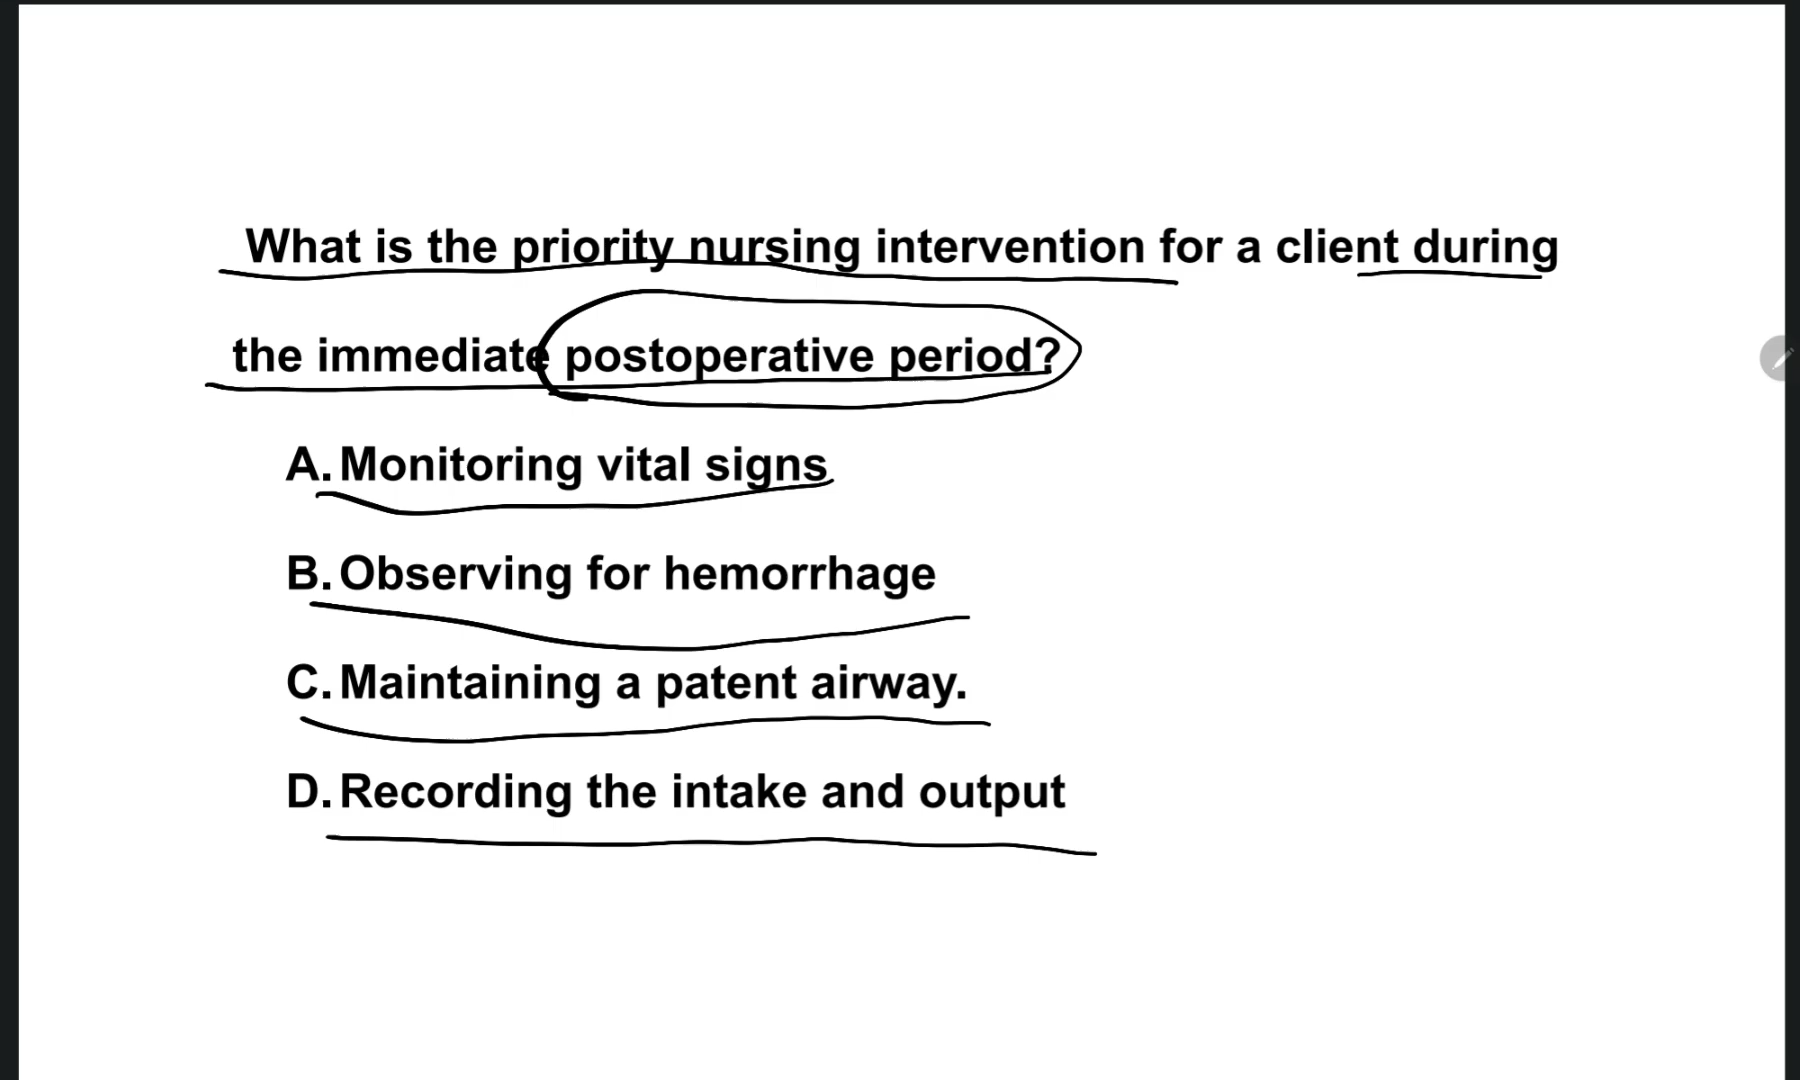 What is the priority nursing intervention for a client during
the immediate postoperative period?
A. Monitoring vital signs
B. Observing for hemorrhage
C. Maintaining a patent airway.
D. Recording the intake and output